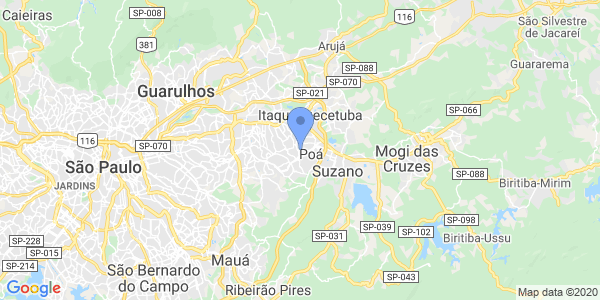 SP-008
Caieiras
116
São Silvestre
de Jacareí
381
Arujá
SP-088
Guararema
SP-070
Guarulhos
SP-021
Itaqu
ecetuba
SP-066
116
SP-070
Poá
Mogi das
Cruzes
São Paulo
Suzano
SP-088
JARDINS
Biritiba-Mirim
SP-098
SP-039
SP-228
SP-102
SP-015
SP-031
Biritiba-Ussu
SP-214
Mauá
São Bernardo
do Campo
SP-043
Ribeirão Pires
Map data ©2020